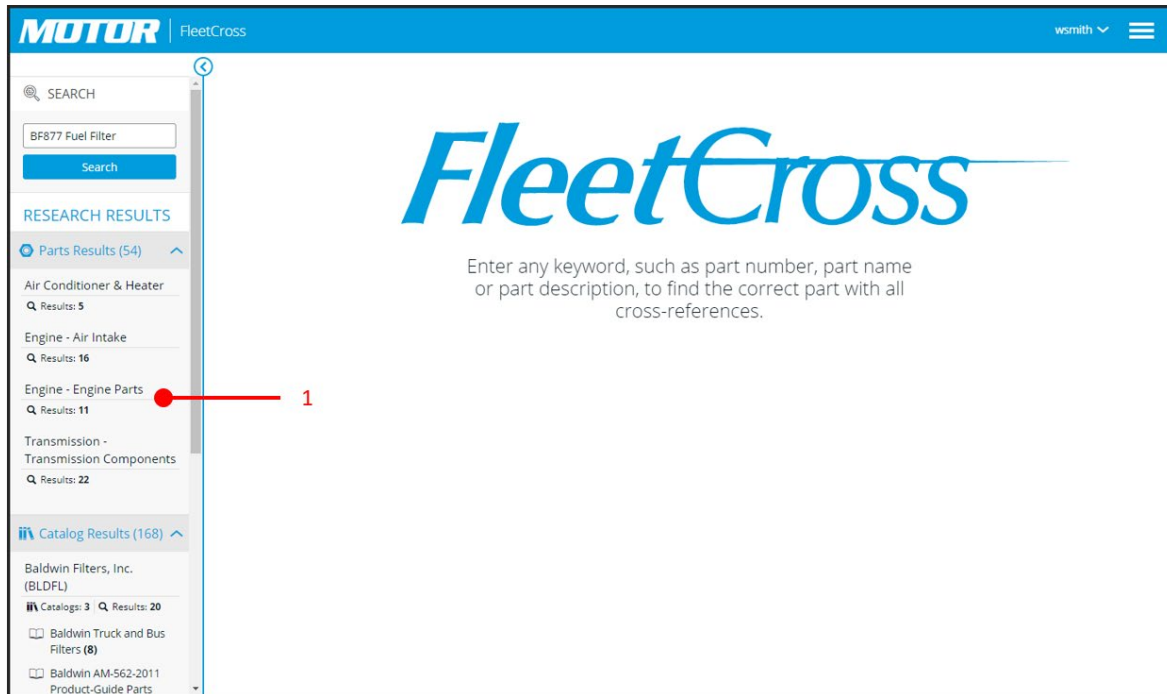 MOTOR FleetCross
wsmith
SEARCH
BF877 Fuel Filter
Search
RESEARCH RESULTS
Parts Results (54)
Air Conditioner & Heater
Results: 5
Engine - Air Intake
Results: 16
Engine - Engine Parts
Results: 11
Transmission -
Transmission Components
Results: 22
Catalog Results (168)
Baldwin Filters, Inc.
(BLDFL)
Catalogs: 3 Results: 20
Baldwin Truck and Bus
Filters (8)
Baldwin AM-562-2011
Product-Guide Parts
FleetCross
Enter any keyword, such as part number, part name
or part description, to find the correct part with all
cross-references.
1